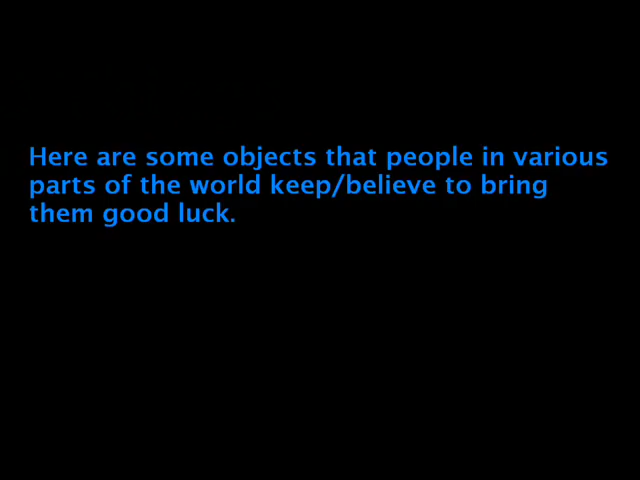 Here are some objects that people in various
parts of the world keep/believe to bring
them good luck.